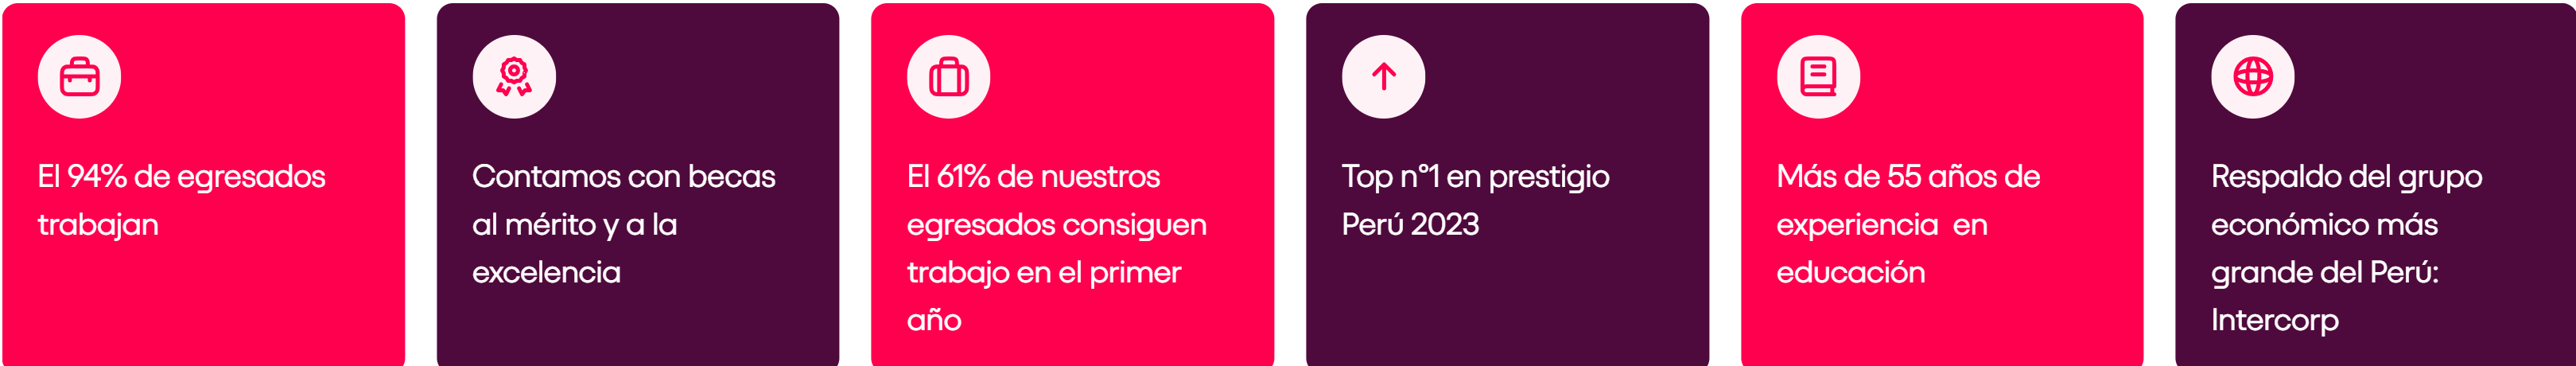 El 94% de egresados
trabajan
Contamos con becas
al mérito y a la
excelencia
El 61% de nuestros
egresados consiguen
trabajo en el primer
año
Top n°1 en prestigio
Perú 2023
Más de 55 años de
experiencia  en
educación
Respaldo del grupo
económico más
grande del Perú:
Intercorp